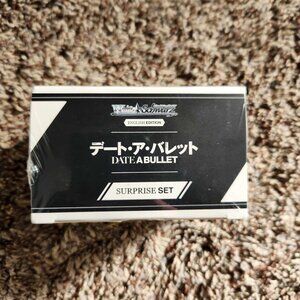 Weiß Schwarz
ENGLISH EDITION
デート・ア・バレット
DATE A BULLET
SURPRISE SET